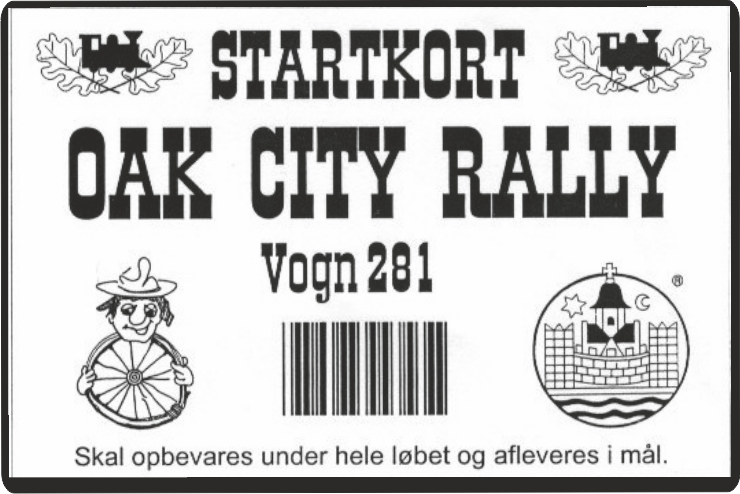 STARTKORT
OAK CITY RALLY
Vogn 281
®
Skal opbevares under hele løbet og afleveres i mål.